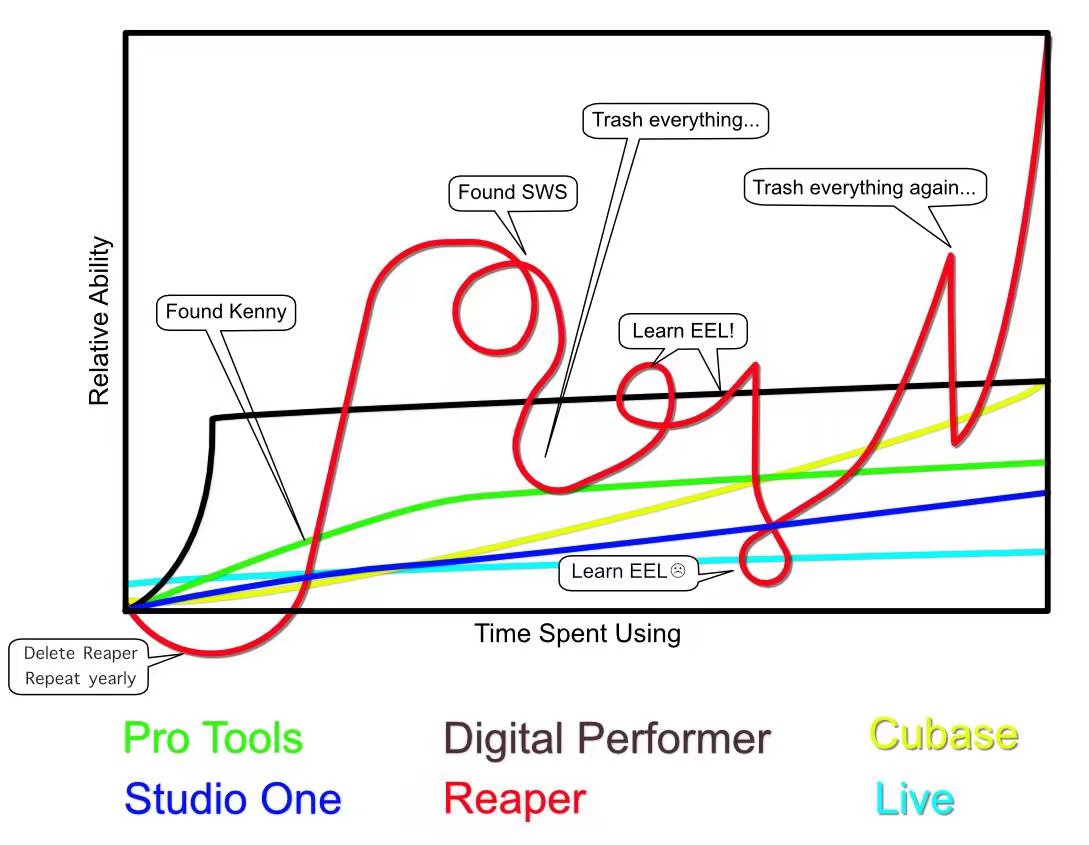 Trash everything...
Found SWS
Trash everything again...
Relative Ability
Found Kenny
Learn EEL!
Learn EEL☹
Time Spent Using
Delete Reaper
Repeat yearly
Pro Tools
Digital Performer
Cubase
Studio One
Reaper
Live